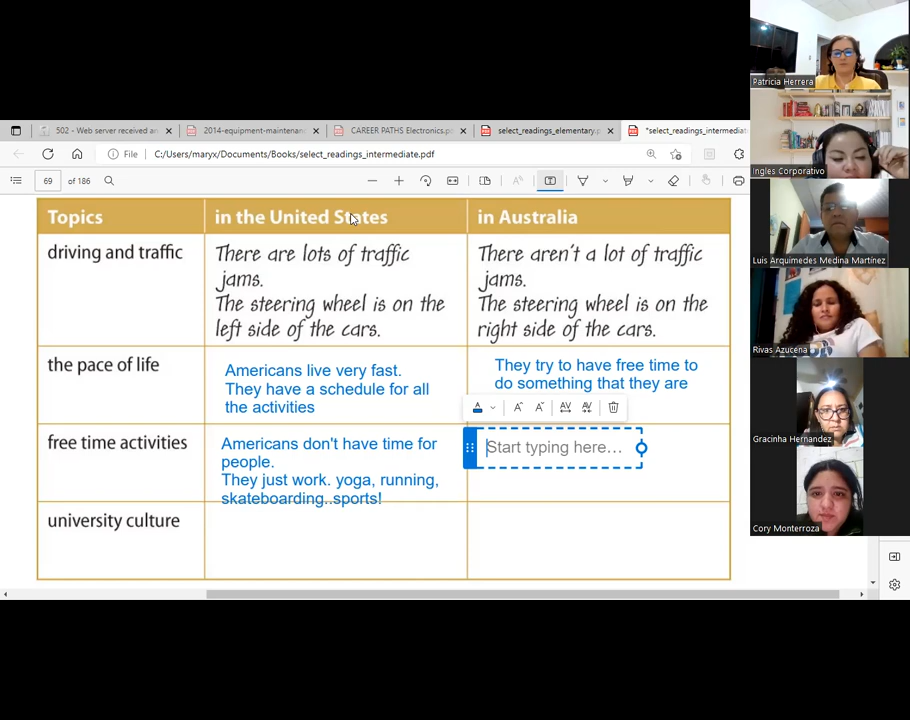 502 - Web server received an
2014-equipment-maintenan
CAREER PATHS Electronics.pd
select_readings_elementary.p
*select_readings_intermediate
File
C:/Users/maryx/Documents/Books/select_readings_intermediate.pdf
69 of 186
Topics
in the United States
in Australia
driving and traffic
There are lots of traffic
jams.
The steering wheel is on the
left side of the cars.
There aren't a lot of traffic
jams.
The steering wheel is on the
right side of the cars.
the pace of life
Americans live very fast.
They have a schedule for all
the activities
They try to have free time to
do something that they are
free time activities
Americans don't have time for
people.
They just work. yoga, running,
skateboarding..sports!
Start typing here...
university culture
Patricia Herrera
Ingles Corporativo
Luis Arquimedes Medina Martínez
Rivas Azucena
Gracinha Hernandez
Cory Monterroza